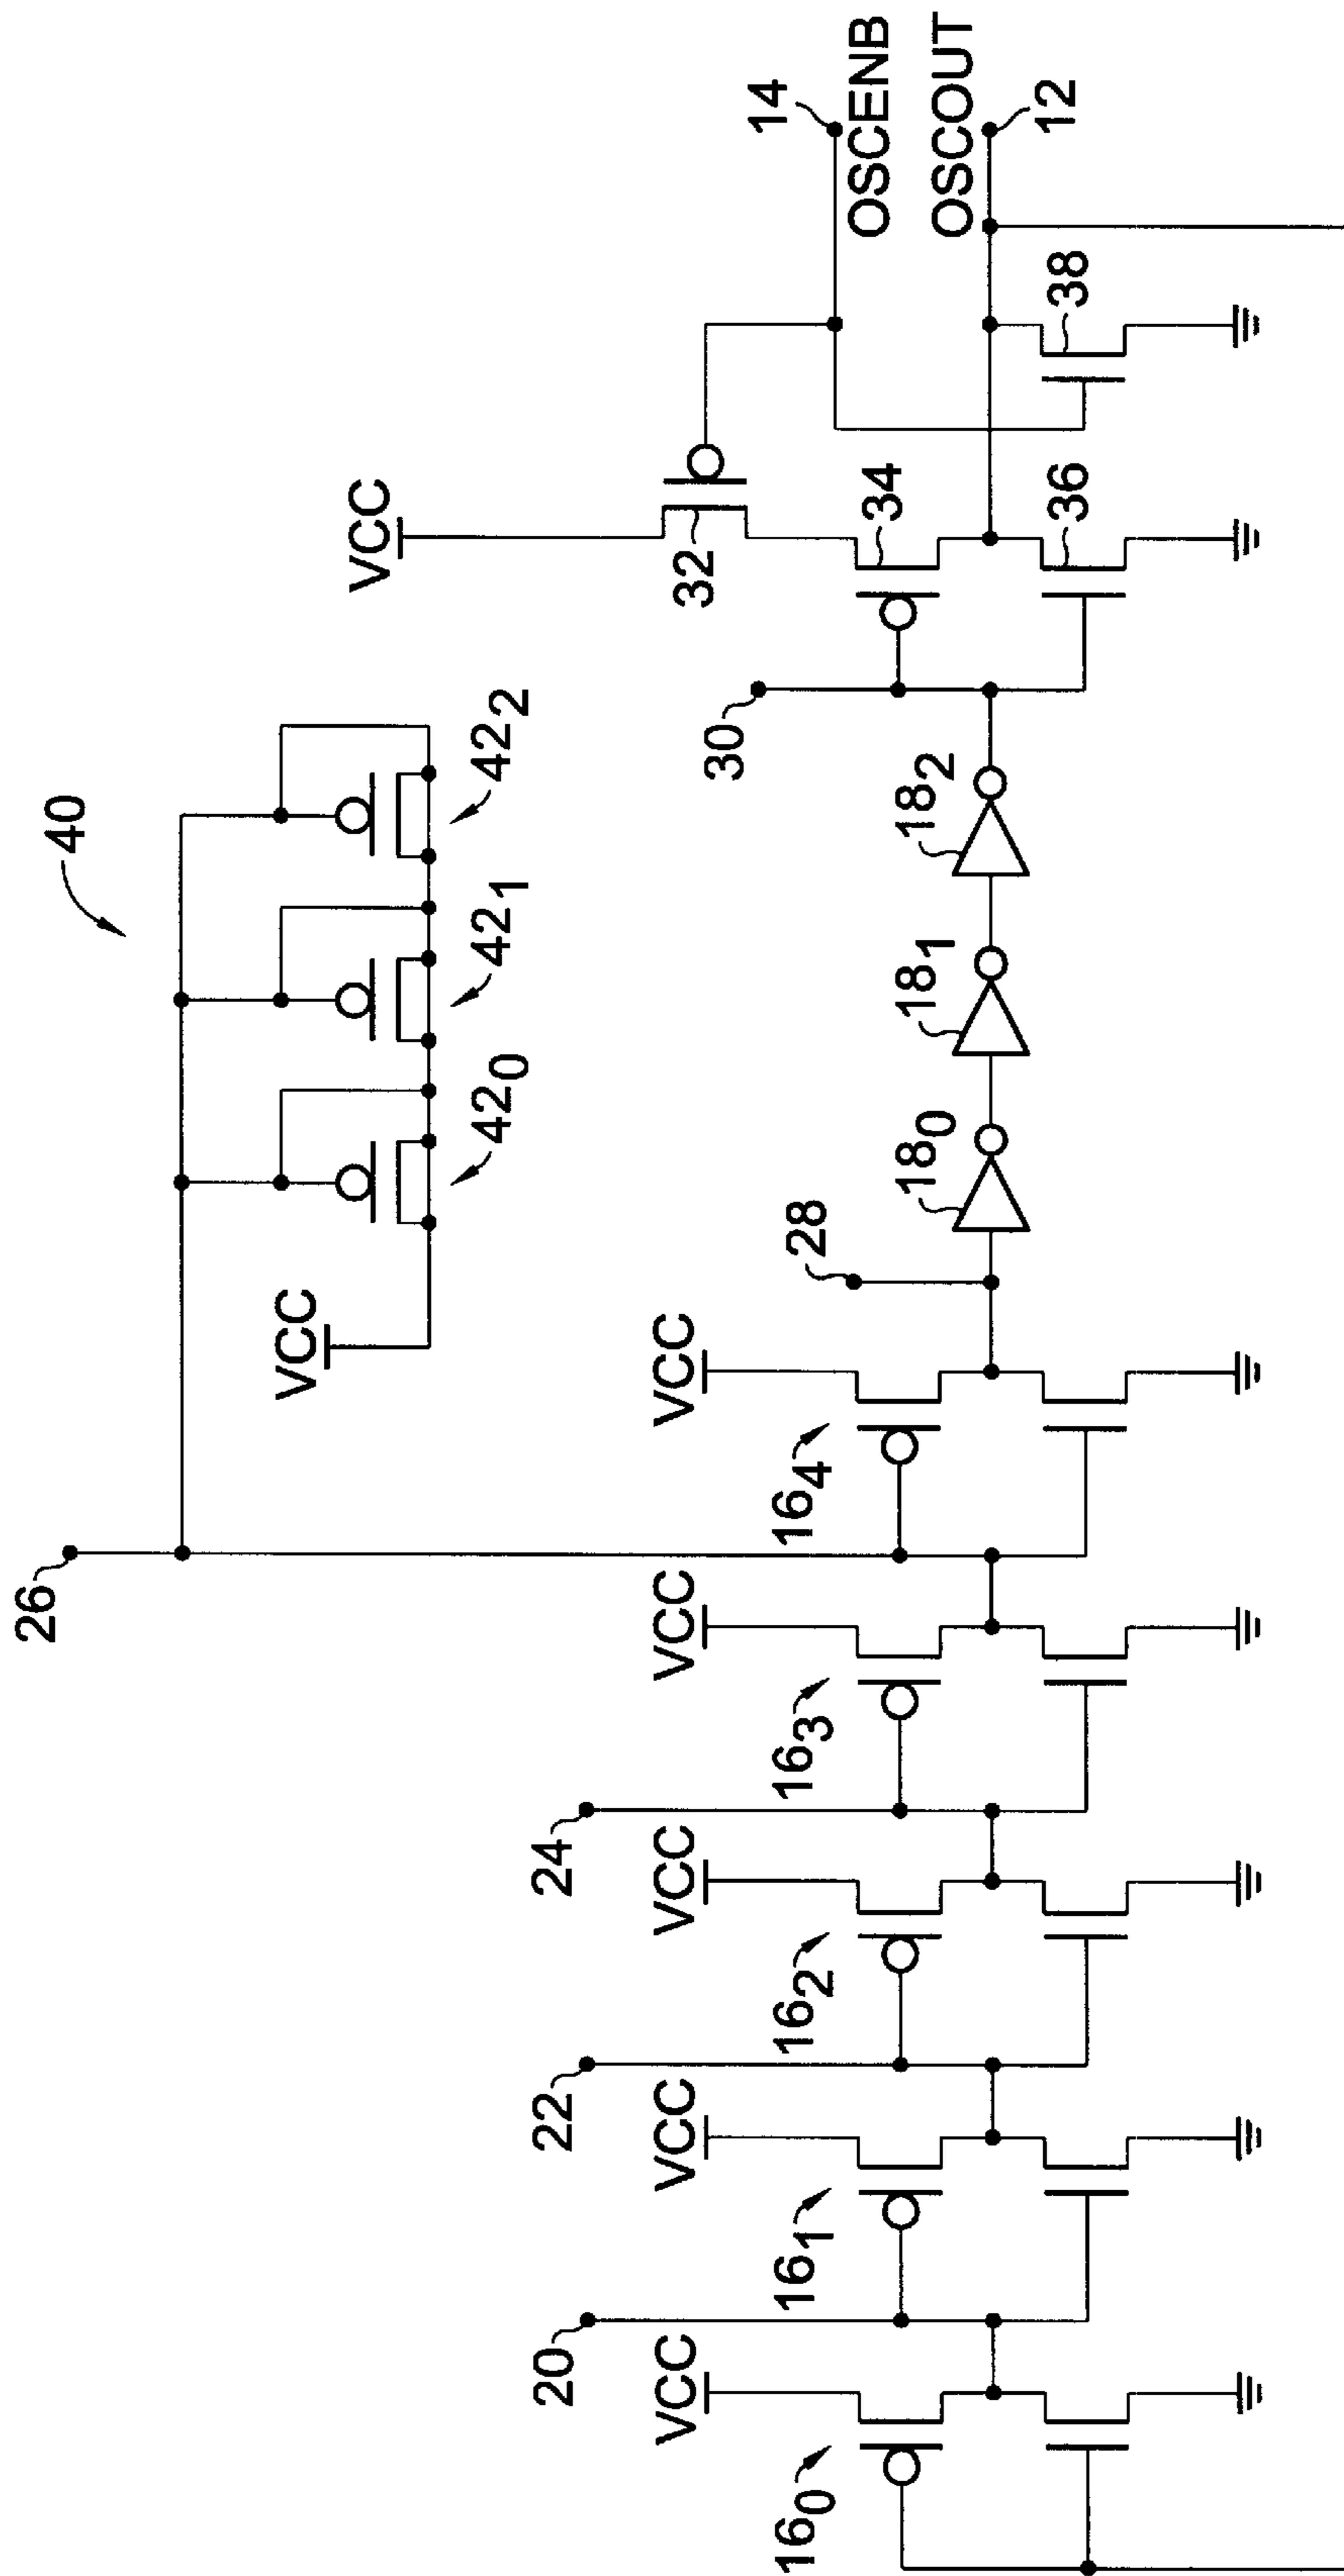 40
26
VCC
42₀
42₁
42₂
VCC
14
OSCENB
OSCOUT
12
20
22
24
28
30
32
34
36
38
VCC
VCC
VCC
VCC
VCC
16₀
16₁
16₂
16₃
16₄
18₀
18₁
18₂